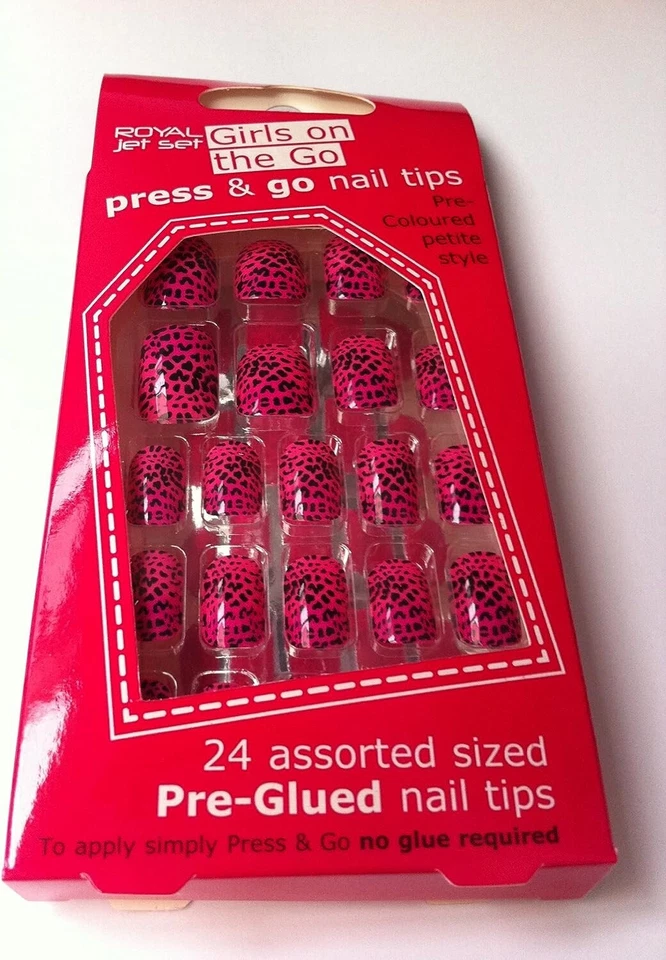 ROYAL
jet set
Girls on
the Go
press & go nail tips
Pre-
Coloured
petite
style
24 assorted sized
Pre-Glued nail tips
To apply simply Press & Go no glue required